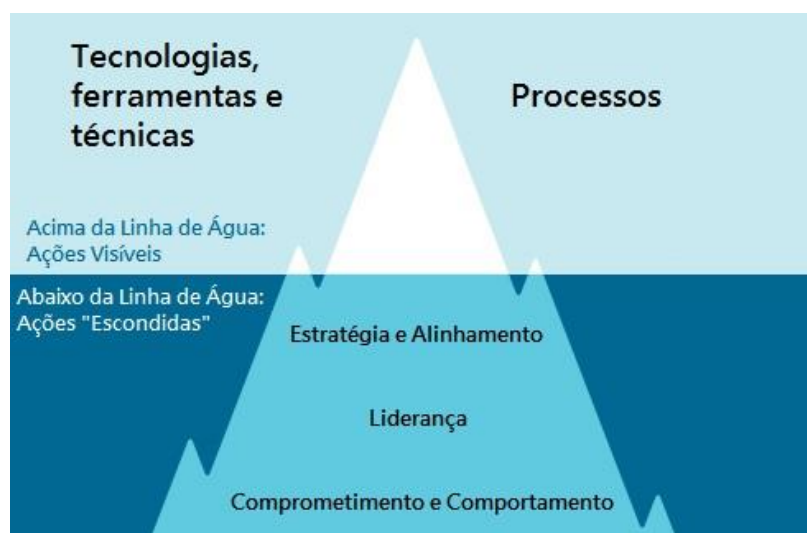 Tecnologias,
ferramentas e
técnicas
Processos
Acima da Linha de Água:
Ações Visíveis
Abaixo da Linha de Água:
Ações "Escondidas"
Estratégia e Alinhamento
Liderança
Comprometimento e Comportamento